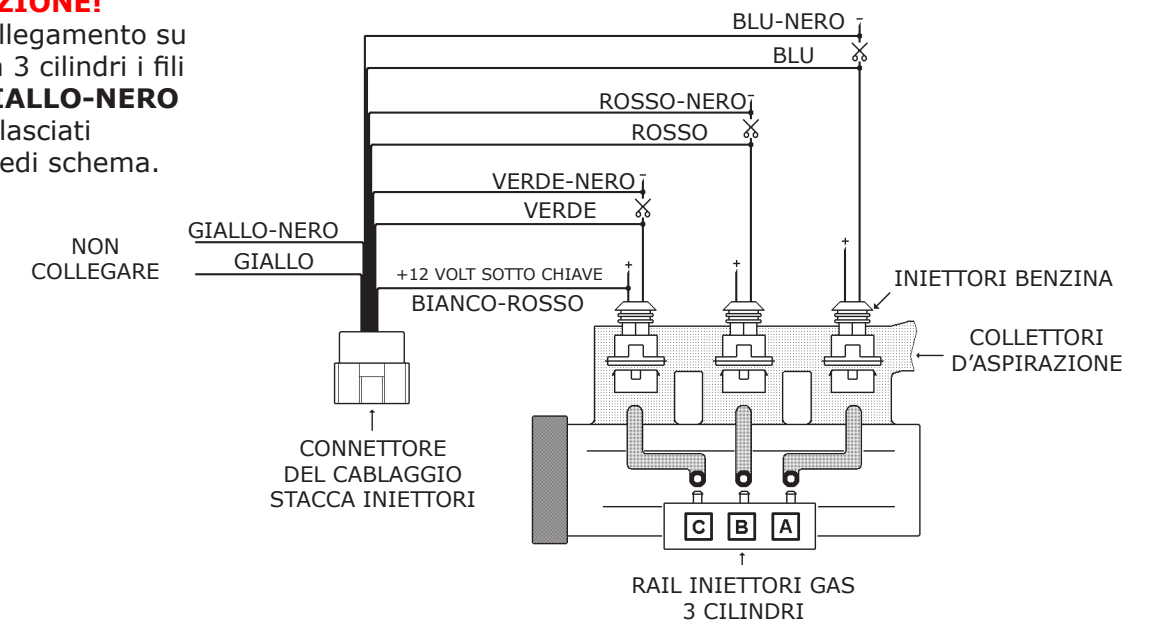 ZIONE!
llegamento su
3 cilindri i fili
IALLO-NERO
lasciati
edi schema.
BLU-NERO -
BLU
ROSSO-NERO -
ROSSO
VERDE-NERO -
VERDE
GIALLO-NERO
GIALLO
NON
COLLEGARE
+12 VOLT SOTTO CHIAVE
BIANCO-ROSSO
+ + +
INIETTORI BENZINA
COLLETTORI
D'ASPIRAZIONE
CONNETTORE
DEL CABLAGGIO
STACCA INIETTORI
C B A
RAIL INIETTORI GAS
3 CILINDRI